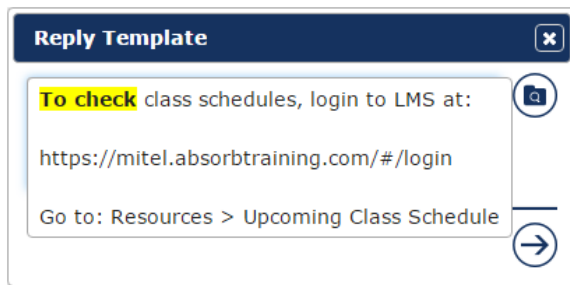 Reply Template
To check class schedules, login to LMS at:
https://mitel.absorbtraining.com/#/login
Go to: Resources > Upcoming Class Schedule